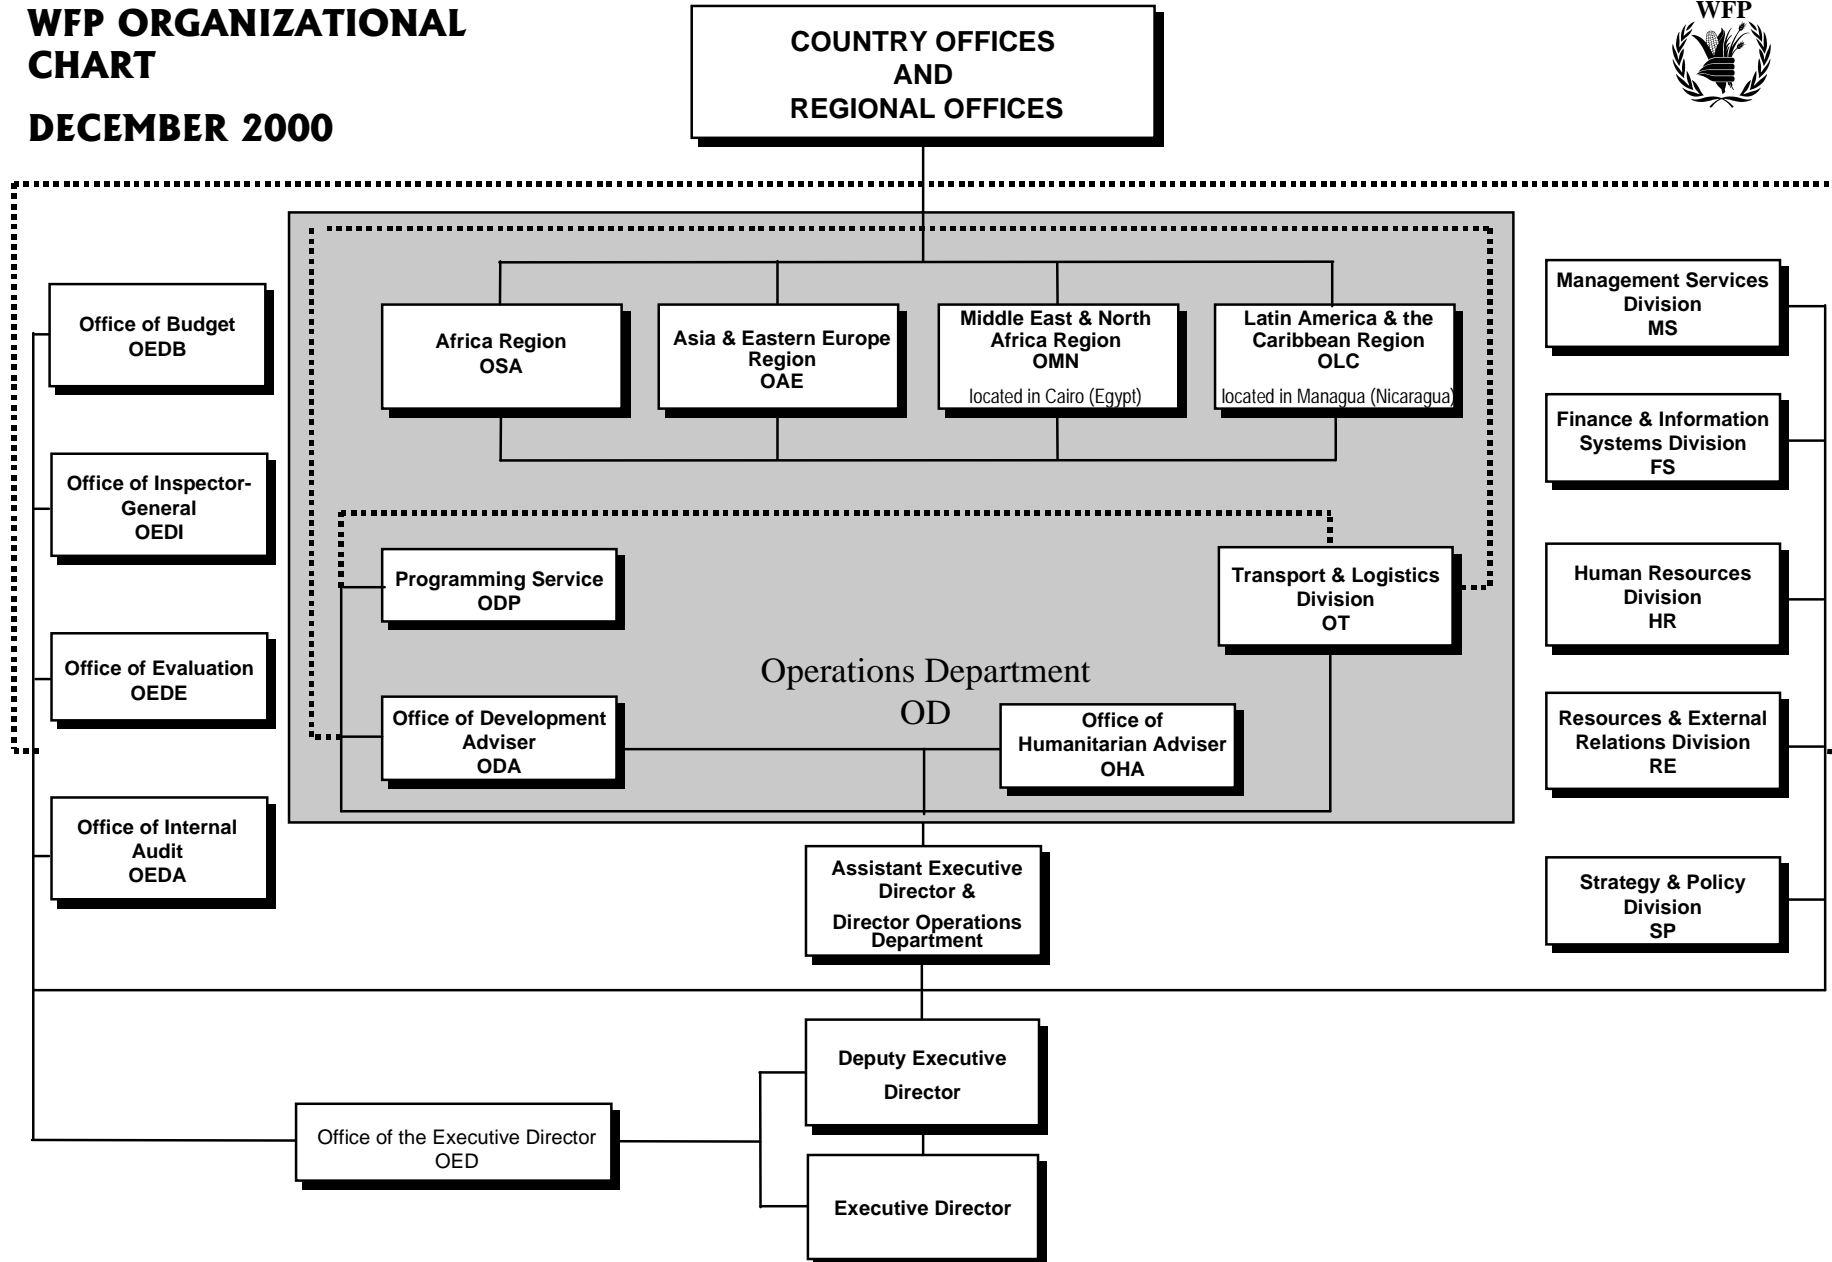 WFP ORGANIZATIONAL
CHART
DECEMBER 2000
COUNTRY OFFICES
AND
REGIONAL OFFICES
WFP
Office of Budget
OEDB
Office of Inspector-
General
OEDI
Office of Evaluation
OEDE
Office of Internal
Audit
OEDA
Africa Region
OSA
Asia & Eastern Europe
Region
OAE
Middle East & North
Africa Region
OMN
located in Cairo (Egypt)
Latin America & the
Caribbean Region
OLC
located in Managua (Nicaragua)
Programming Service
ODP
Transport & Logistics
Division
OT
Operations Department
OD
Office of Development
Adviser
ODA
Office of
Humanitarian Adviser
OHA
Management Services
Division
MS
Finance & Information
Systems Division
FS
Human Resources
Division
HR
Resources & External
Relations Division
RE
Strategy & Policy
Division
SP
Assistant Executive
Director &
Director Operations
Department
Deputy Executive
Director
Office of the Executive Director
OED
Executive Director